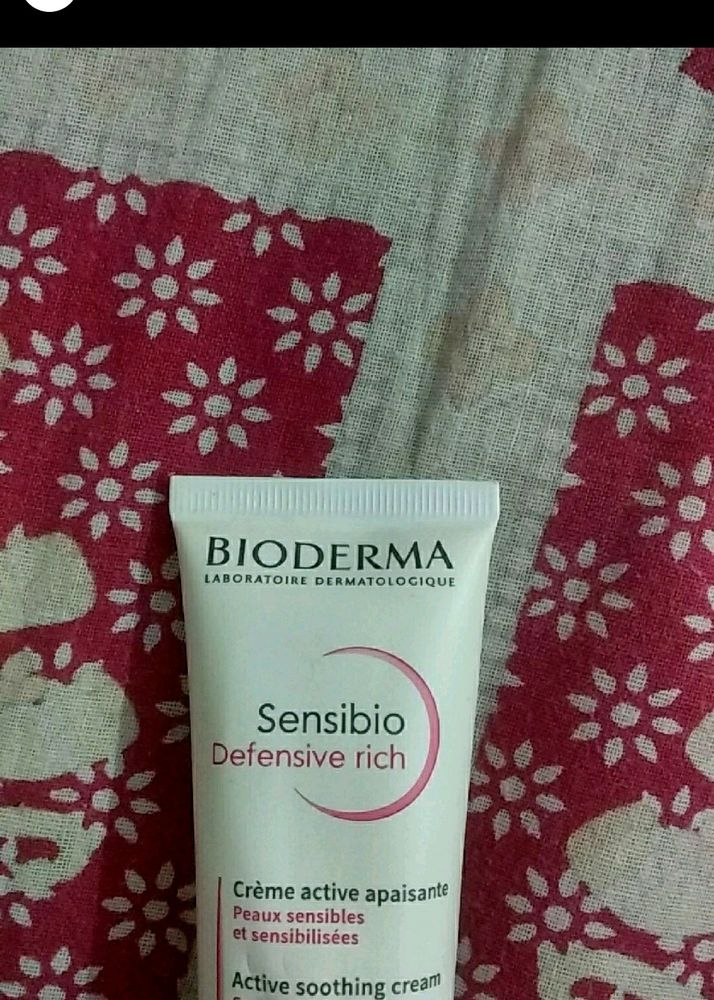 BIODERMA
LABORATOIRE DERMATOLOGIQUE
Sensibio
Defensive rich
Crème active apaisante
Peaux sensibles
et sensibilisées
Active soothing cream